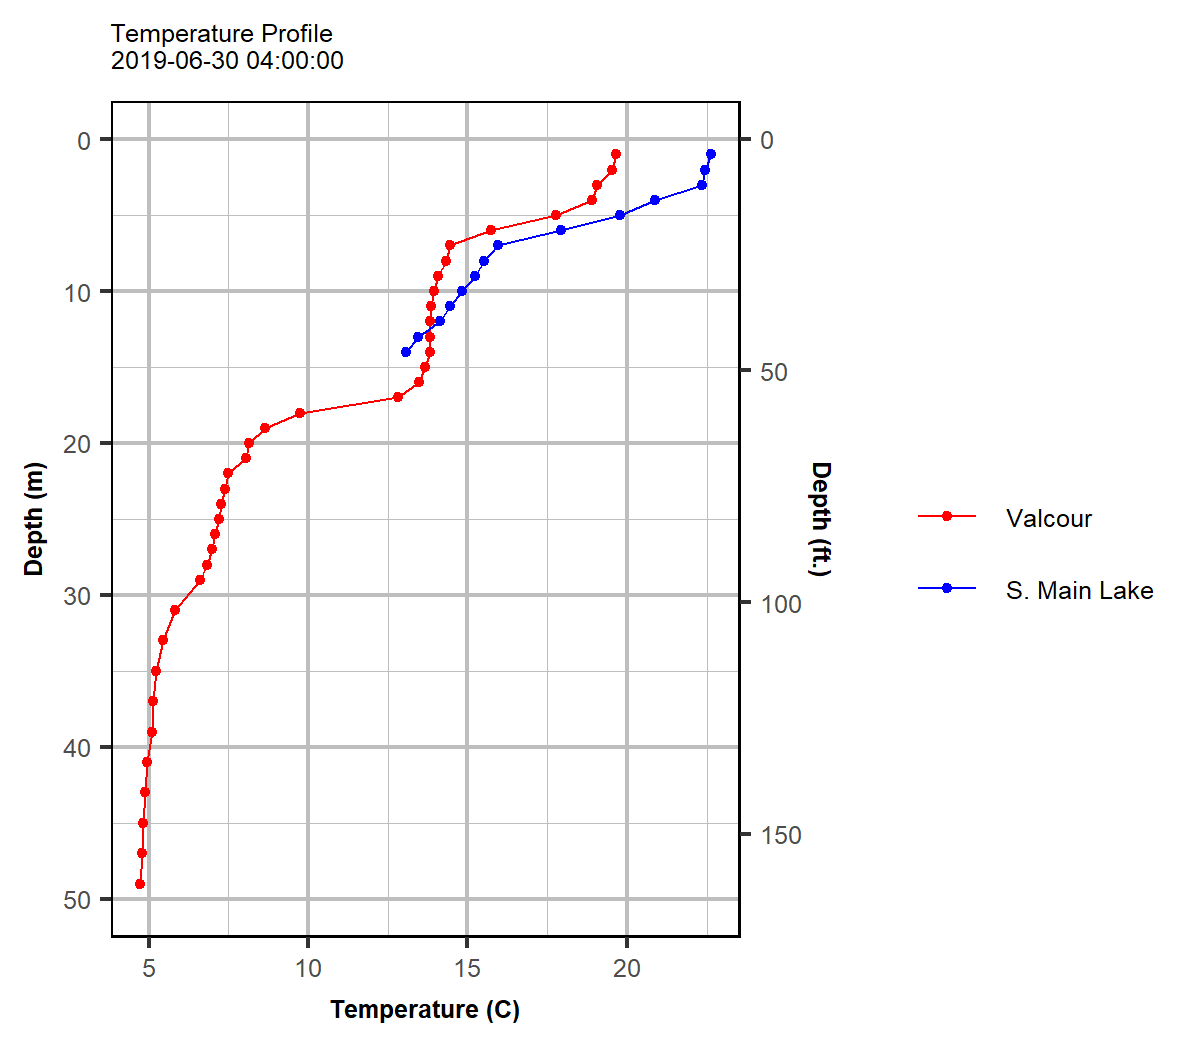 Temperature Profile
2019-06-30 04:00:00
0
10
20
30
40
50
Depth (m)
0
50
100
150
Depth (ft.)
5 10 15 20
Temperature (C)
Valcour
S. Main Lake